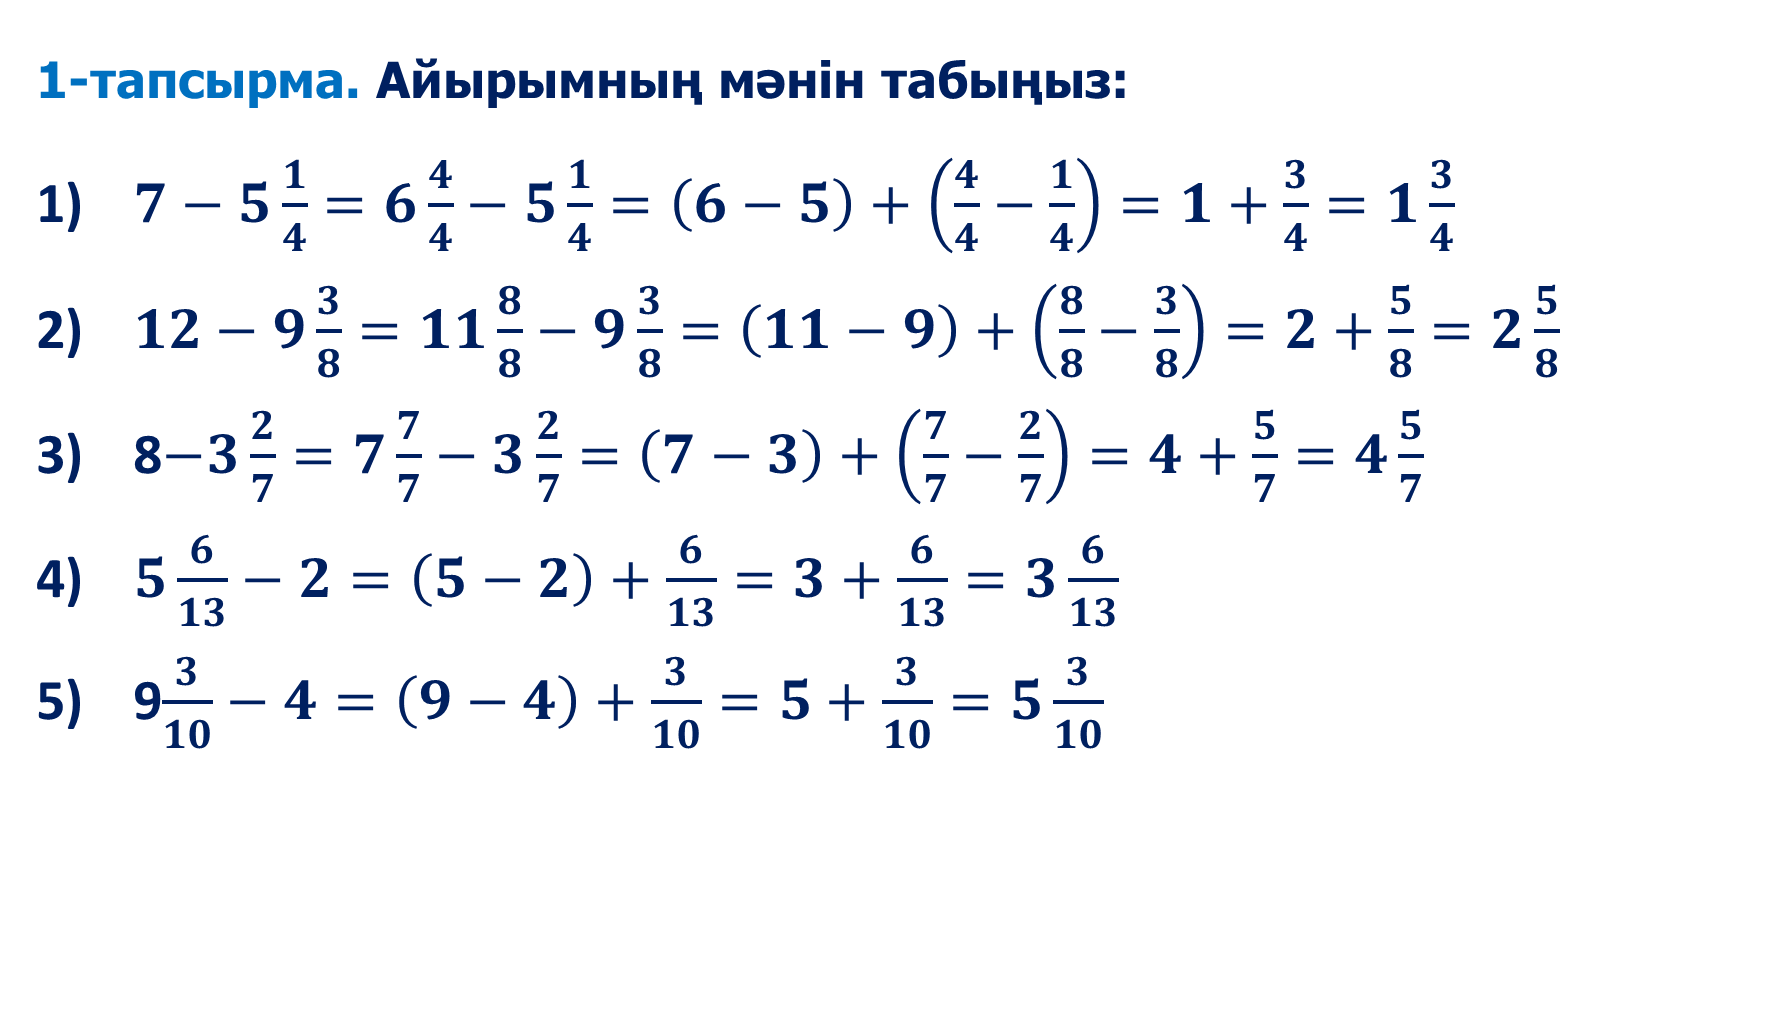 1-тапсырма. Айырымның мәнін табыңыз:
1) 7 − 5 1/4 = 6 4/4 − 5 1/4 = (6 − 5) + (4/4 − 1/4) = 1 + 3/4 = 1 3/4
2) 12 − 9 3/8 = 11 8/8 − 9 3/8 = (11 − 9) + (8/8 − 3/8) = 2 + 5/8 = 2 5/8
3) 8−3 2/7 = 7 7/7 − 3 2/7 = (7 − 3) + (7/7 − 2/7) = 4 + 5/7 = 4 5/7
4) 5 6/13 − 2 = (5 − 2) + 6/13 = 3 + 6/13 = 3 6/13
5) 9 3/10 − 4 = (9 − 4) + 3/10 = 5 + 3/10 = 5 3/10